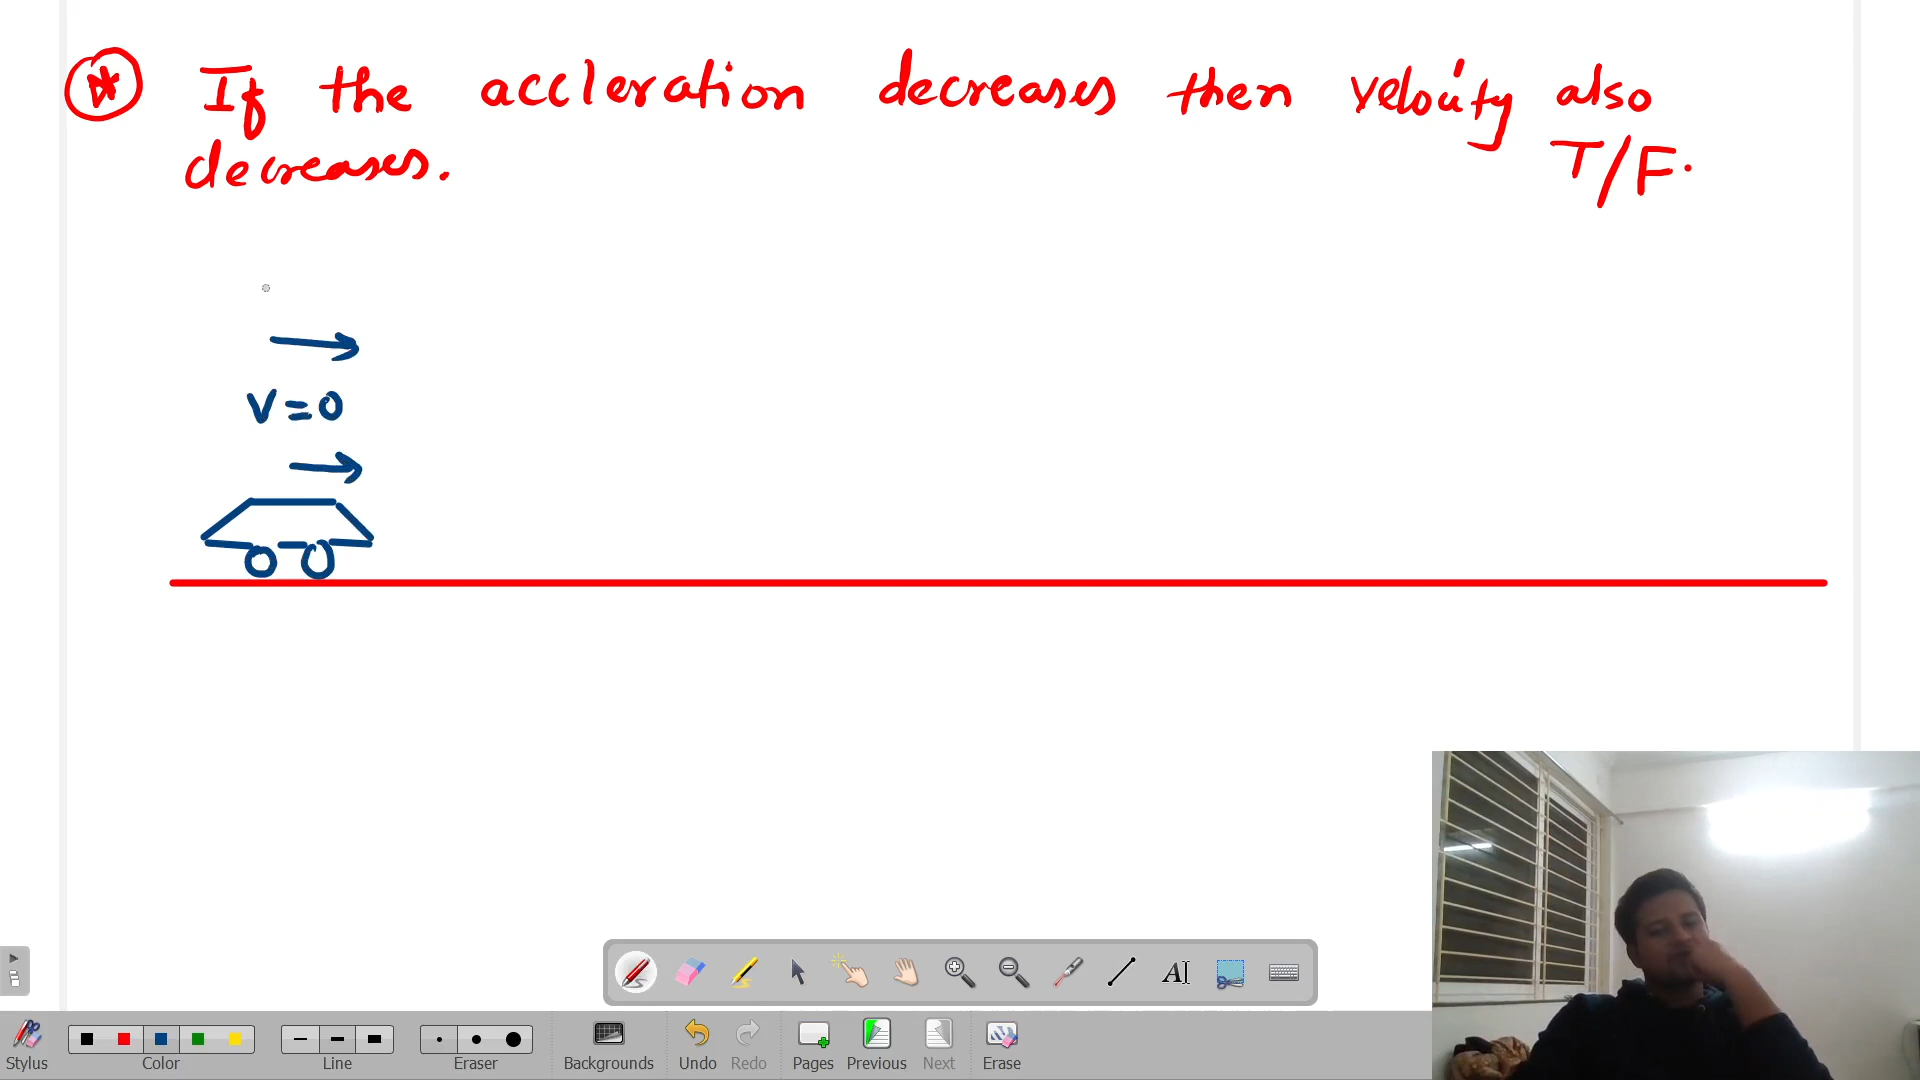 If the accleration decreases then velocity also
decreases. T/F.
V=0
AI
Stylus Color Line Eraser Backgrounds Undo Redo Pages Previous Next Erase